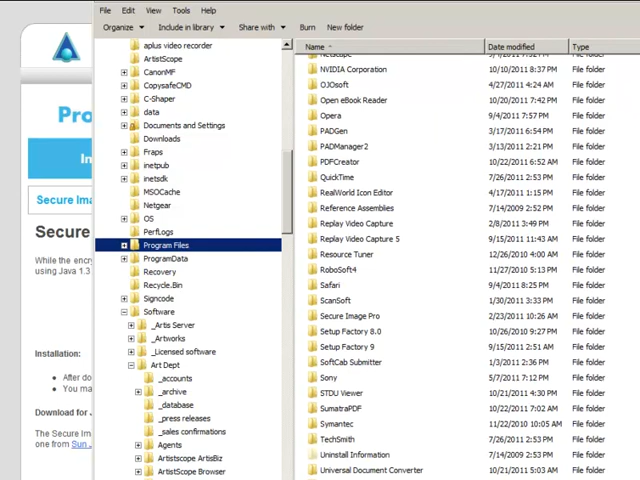 File Edit View Tools Help
Organize Include in library Share with Burn New folder
aplus video recorder
ArtistScope
CanonMF
CopysafeCMD
C-Shaper
data
Documents and Settings
Downloads
Fraps
inetpub
inetsdk
MSOCache
Netgear
OS
PerfLogs
Program Files
ProgramData
Recovery
Recycle.Bin
Signcode
Software
_Artis Server
_Artworks
_Licensed software
Art Dept
_accounts
_archive
_database
_press releases
_sales confirmations
Agents
Artistscope ArtisBiz
ArtistScope Browser
Name Date modified Type
NVIDIA Corporation 10/10/2011 8:37 PM File folder
OJOsoft 4/27/2011 4:24 AM File folder
Open eBook Reader 10/20/2011 7:42 PM File folder
Opera 9/4/2011 7:57 PM File folder
PADGen 3/17/2011 6:54 PM File folder
PADManager2 3/13/2011 2:21 PM File folder
PDFCreator 10/22/2011 6:52 AM File folder
QuickTime 7/26/2011 2:53 PM File folder
RealWorld Icon Editor 4/17/2011 1:15 PM File folder
Reference Assemblies 7/14/2009 2:52 PM File folder
Replay Video Capture 2/8/2011 3:49 PM File folder
Replay Video Capture 5 9/15/2011 11:43 AM File folder
Resource Tuner 12/26/2010 4:00 AM File folder
RoboSoft4 11/27/2010 5:13 PM File folder
Safari 9/4/2011 8:25 PM File folder
ScanSoft 1/30/2011 3:33 PM File folder
Secure Image Pro 2/23/2011 10:26 AM File folder
Setup Factory 8.0 10/26/2010 9:27 PM File folder
Setup Factory 9 9/15/2011 2:51 AM File folder
SoftCab Submitter 1/3/2011 2:36 PM File folder
Sony 5/7/2011 7:12 PM File folder
STDU Viewer 10/21/2011 4:30 PM File folder
SumatraPDF 10/22/2011 7:02 AM File folder
Symantec 11/22/2010 10:05 AM File folder
TechSmith 7/26/2011 2:53 PM File folder
Uninstall Information 7/14/2009 2:53 PM File folder
Universal Document Converter 10/21/2011 5:03 AM File folder
Pro
In
Secure Ima
Secure
While the enc
using Java 1.3
Installation:
After do
You ma
Download for J
The Secure Im
one from Sun J